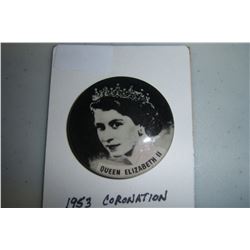 QUEEN ELIZABETH II
1953 CORONATION